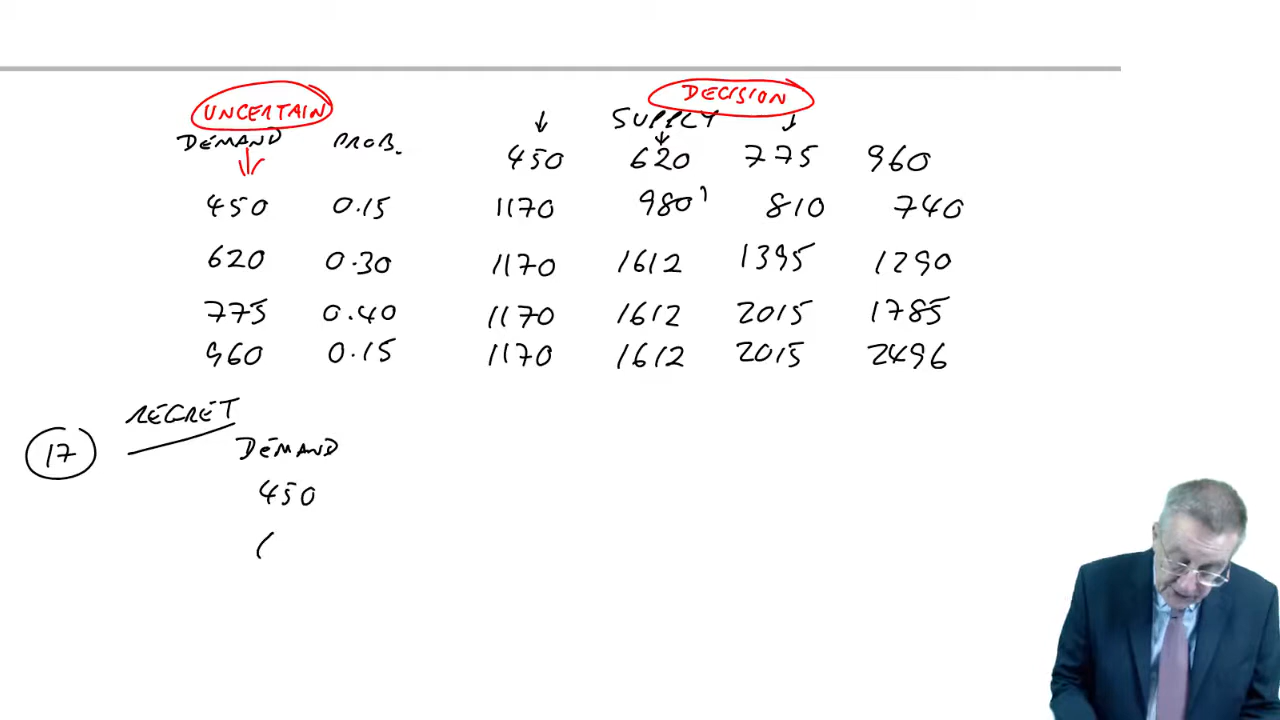 UNCERTAIN DECISION
DEMAND PROB. SUPPLY
450 620 775 960
450 0.15 1170 980 810 740
620 0.30 1170 1612 1395 1290
775 0.40 1170 1612 2015 1785
960 0.15 1170 1612 2015 2496
REGRET
17
DEMAND
450
(